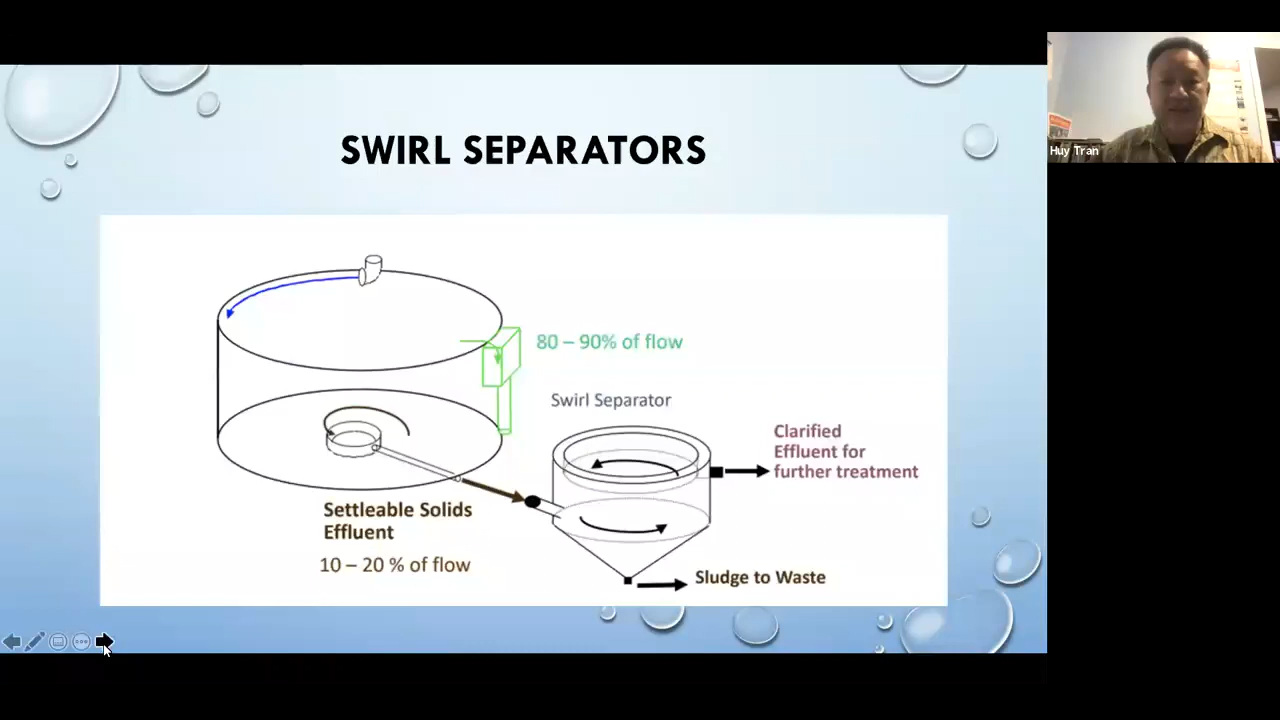 SWIRL SEPARATORS
Huy Tran
80 – 90% of flow
Swirl Separator
Clarified
Effluent for
further treatment
Settleable Solids
Effluent
10 – 20 % of flow
Sludge to Waste